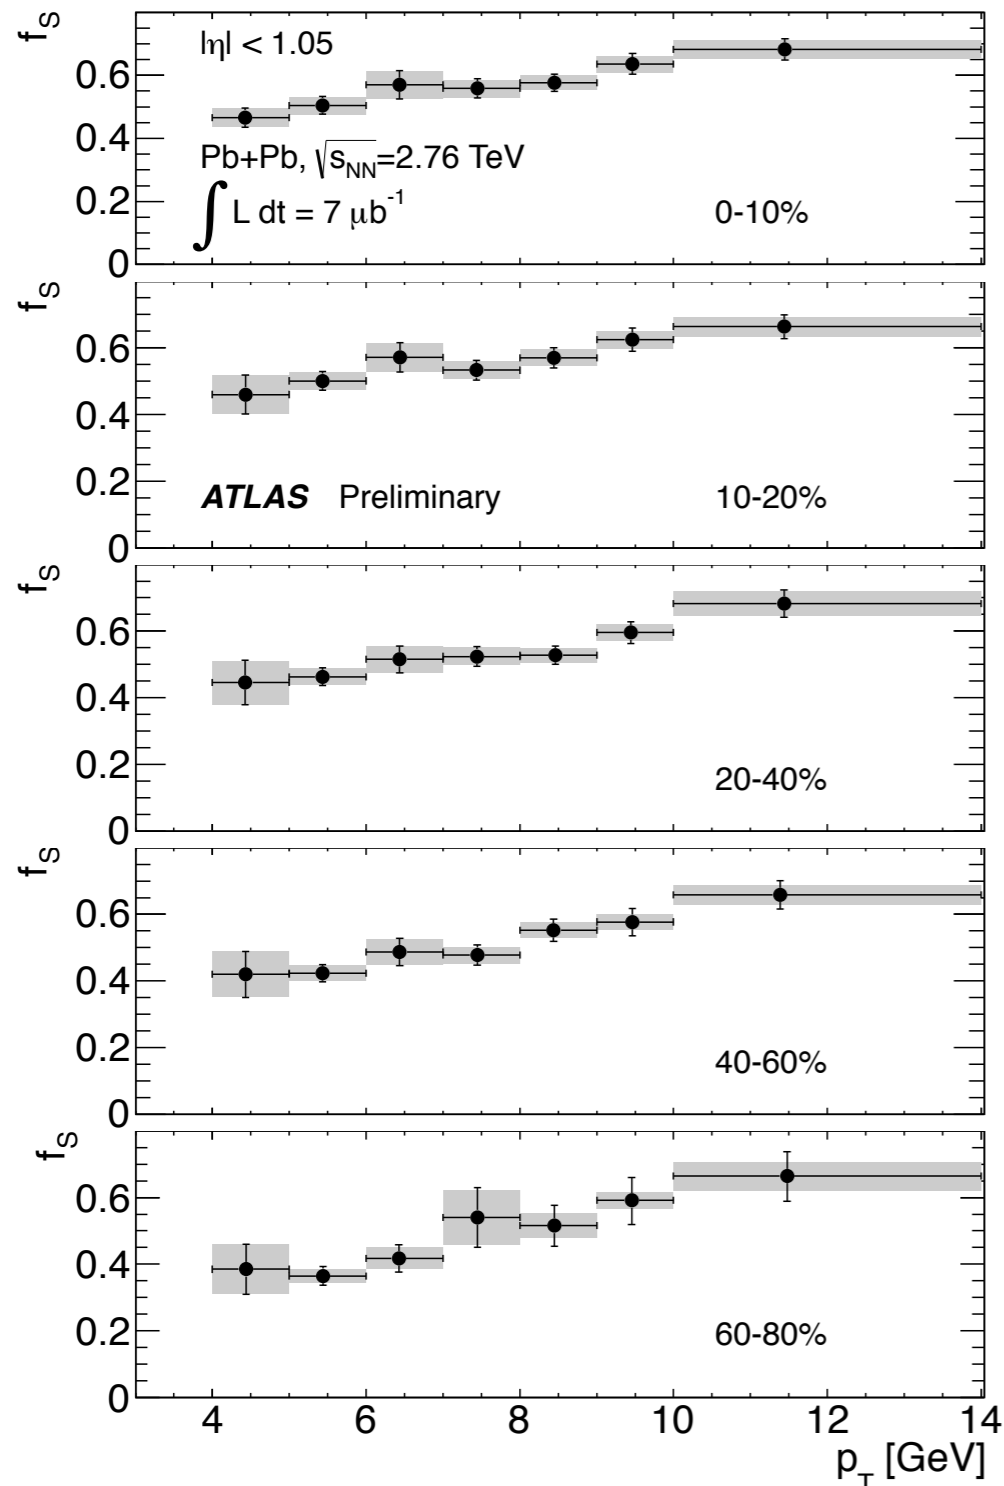 f_S
|η| < 1.05
0.6
0.4
Pb+Pb, √s_NN=2.76 TeV
0.2
∫ L dt = 7 μb^-1
0-10%
0
f_S
0.6
0.4
0.2
ATLAS Preliminary
10-20%
0
f_S
0.6
0.4
0.2
20-40%
0
f_S
0.6
0.4
0.2
40-60%
0
f_S
0.6
0.4
0.2
60-80%
0
4 6 8 10 12 14
p_T [GeV]